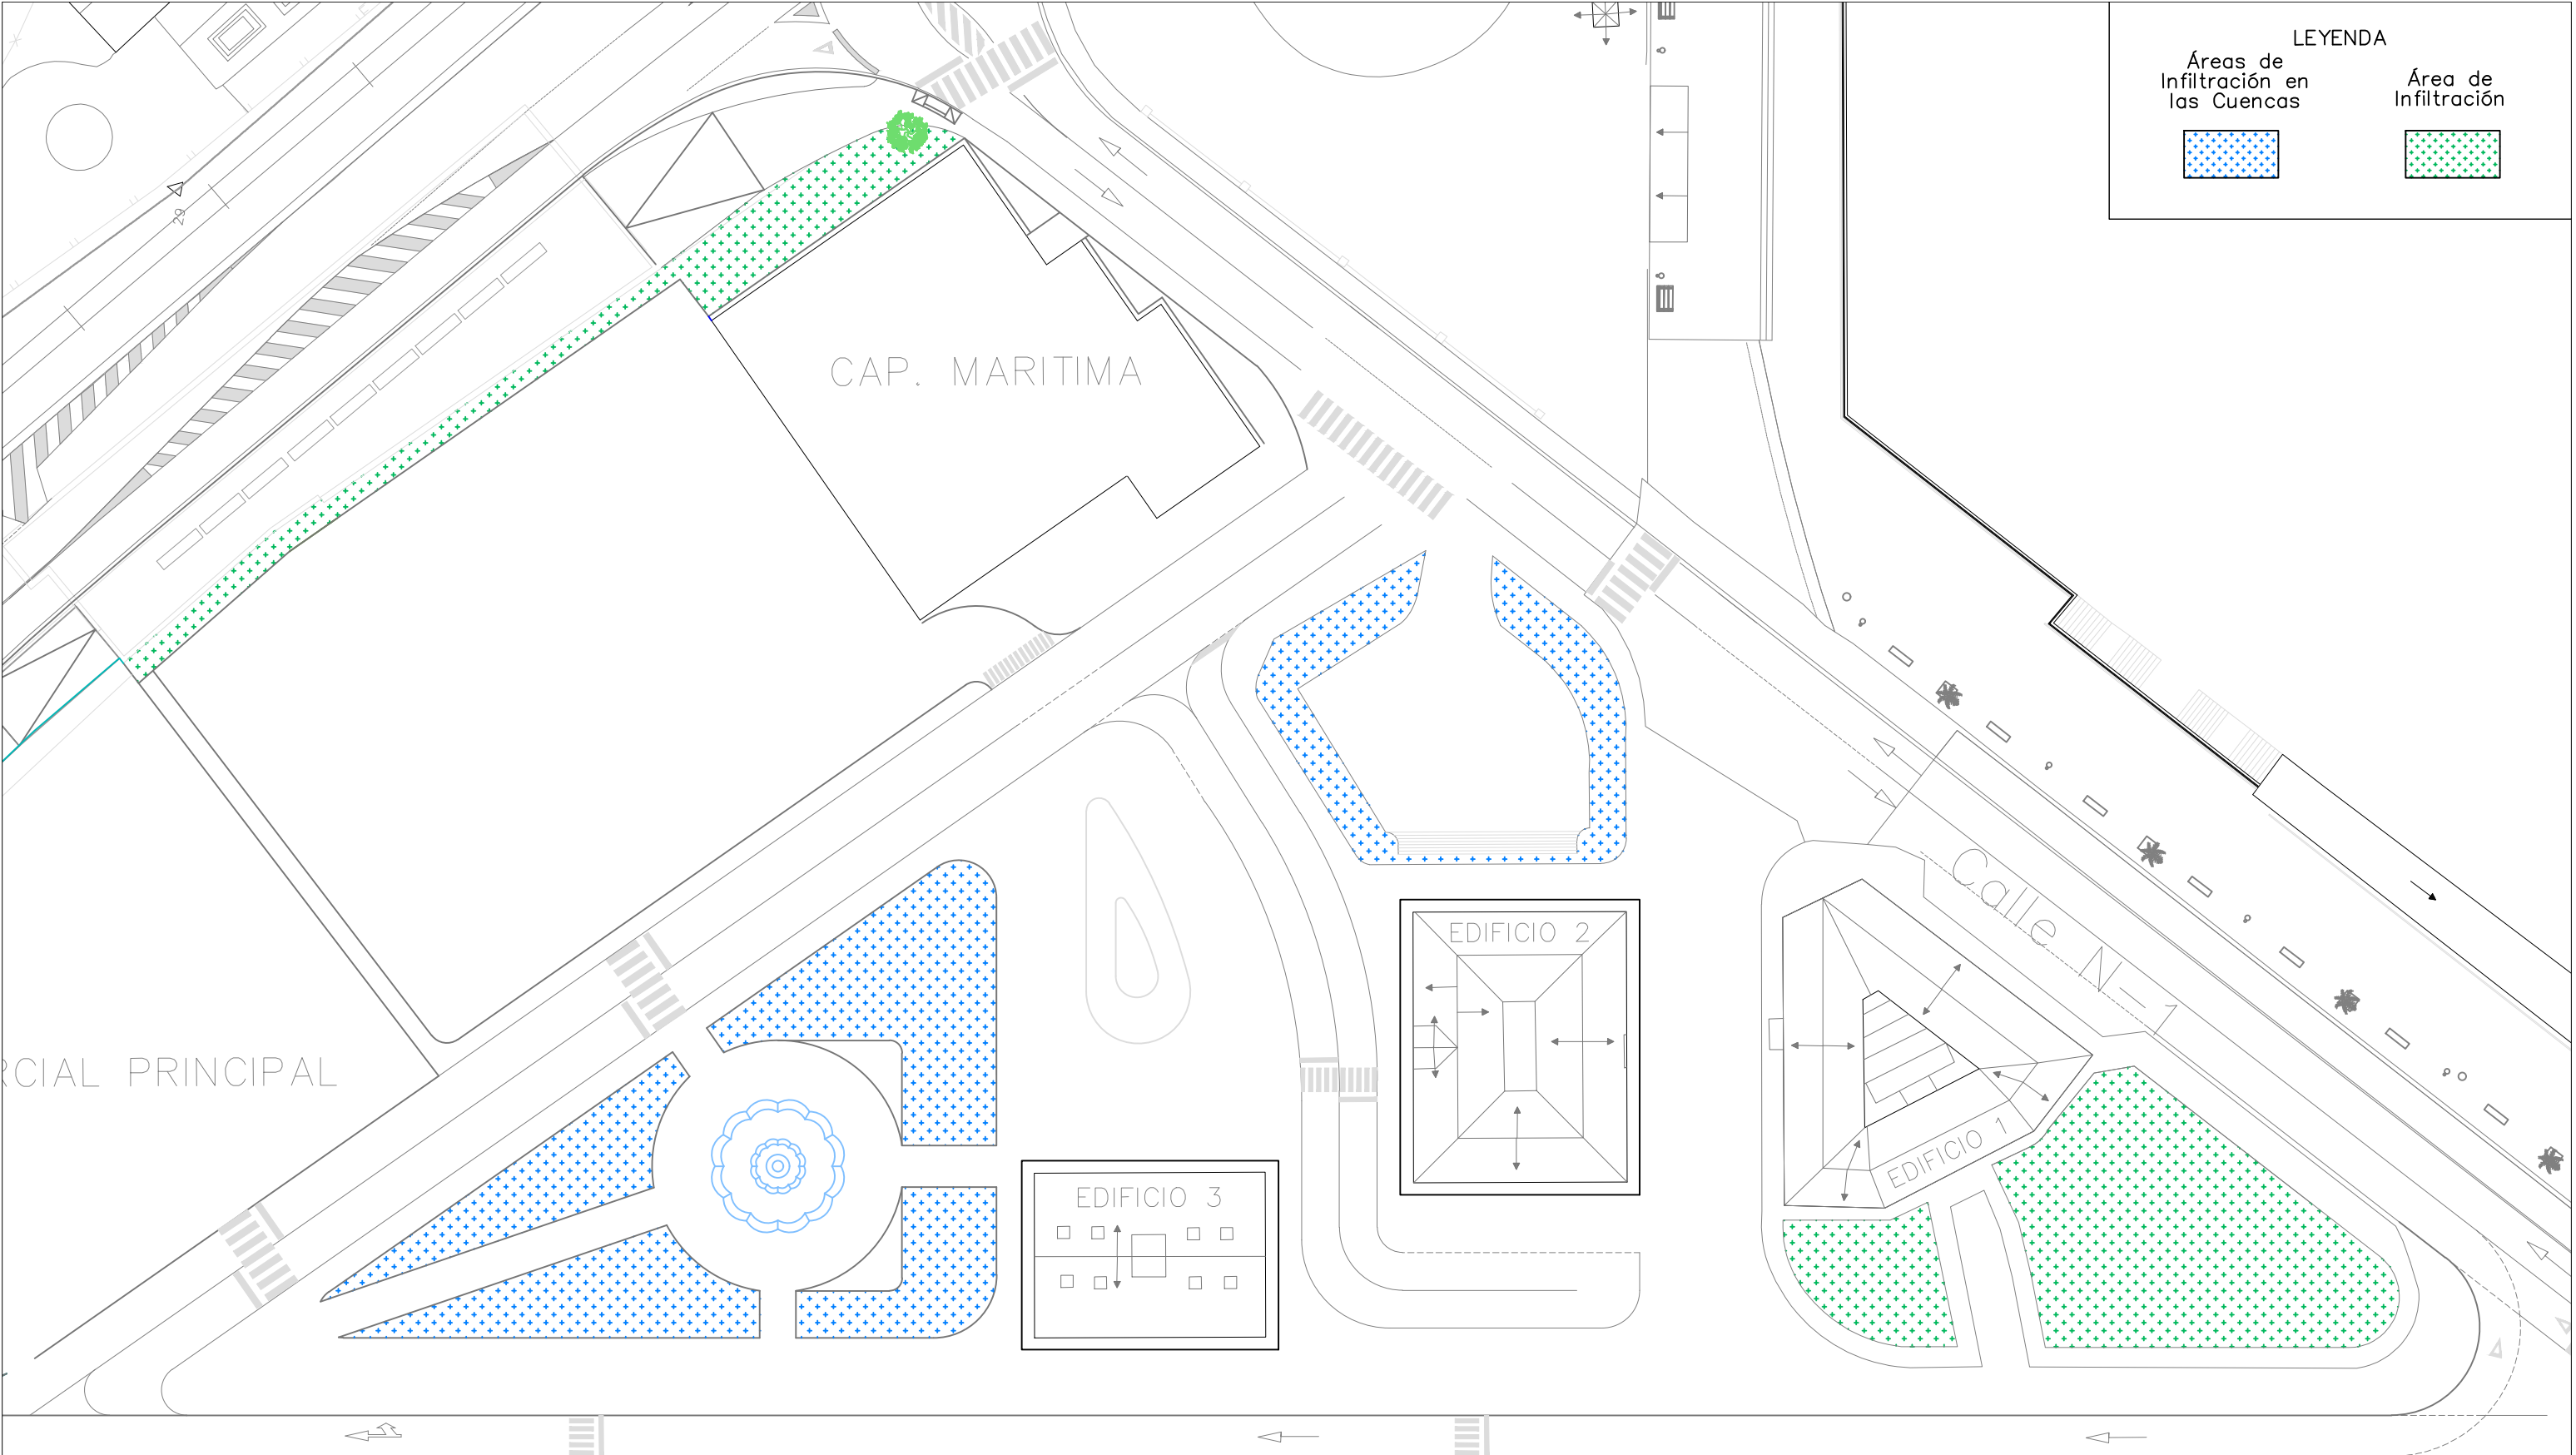 LEYENDA
Áreas de
Infiltración en
las Cuencas
Área de
Infiltración
29
CAP. MARITIMA
Calle N-1
EDIFICIO 2
RCIAL PRINCIPAL
EDIFICIO 1
EDIFICIO 3